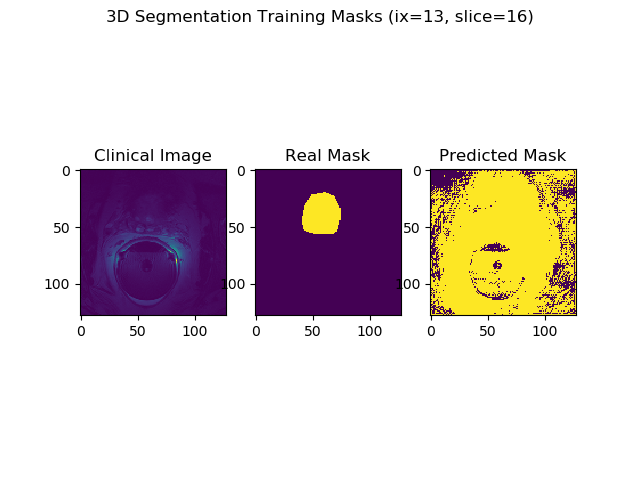 3D Segmentation Training Masks (ix=13, slice=16)
Clinical Image Real Mask Predicted Mask
0 0 0
50 50 50
100 100 100
0 50 100 0 50 100 0 50 100